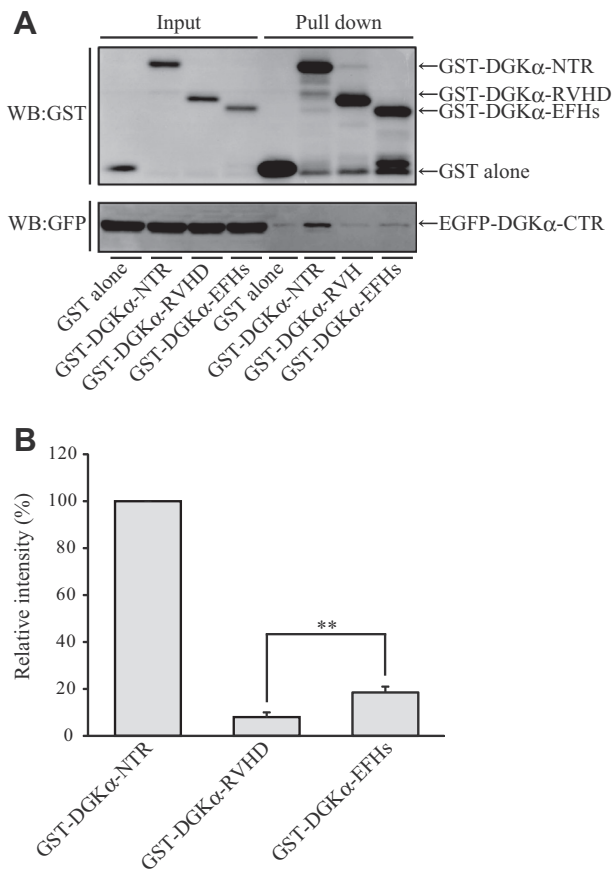 A
Input
Pull down
WB:GST
←GST-DGKα-NTR
←GST-DGKα-RVHD
←GST-DGKα-EFHs
←GST alone
WB:GFP
←EGFP-DGKα-CTR
GST alone
GST-DGKα-NTR
GST-DGKα-RVHD
GST-DGKα-EFHs
GST alone
GST-DGKα-NTR
GST-DGKα-RVH
GST-DGKα-EFHs
B
Relative intensity (%)
120
100
80
60
40
20
0
**
GST-DGKα-NTR
GST-DGKα-RVHD
GST-DGKα-EFHs